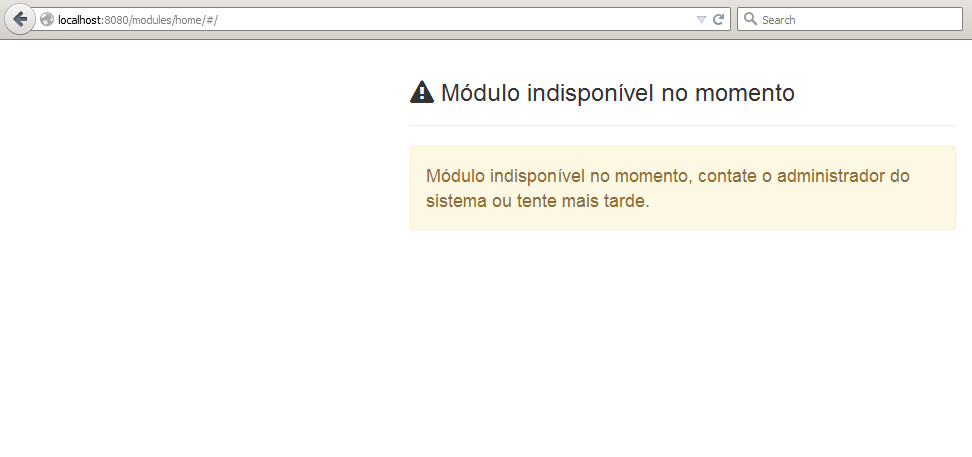 localhost:8080/modules/home/#/
Search
Módulo indisponível no momento
Módulo indisponível no momento, contate o administrador do
sistema ou tente mais tarde.